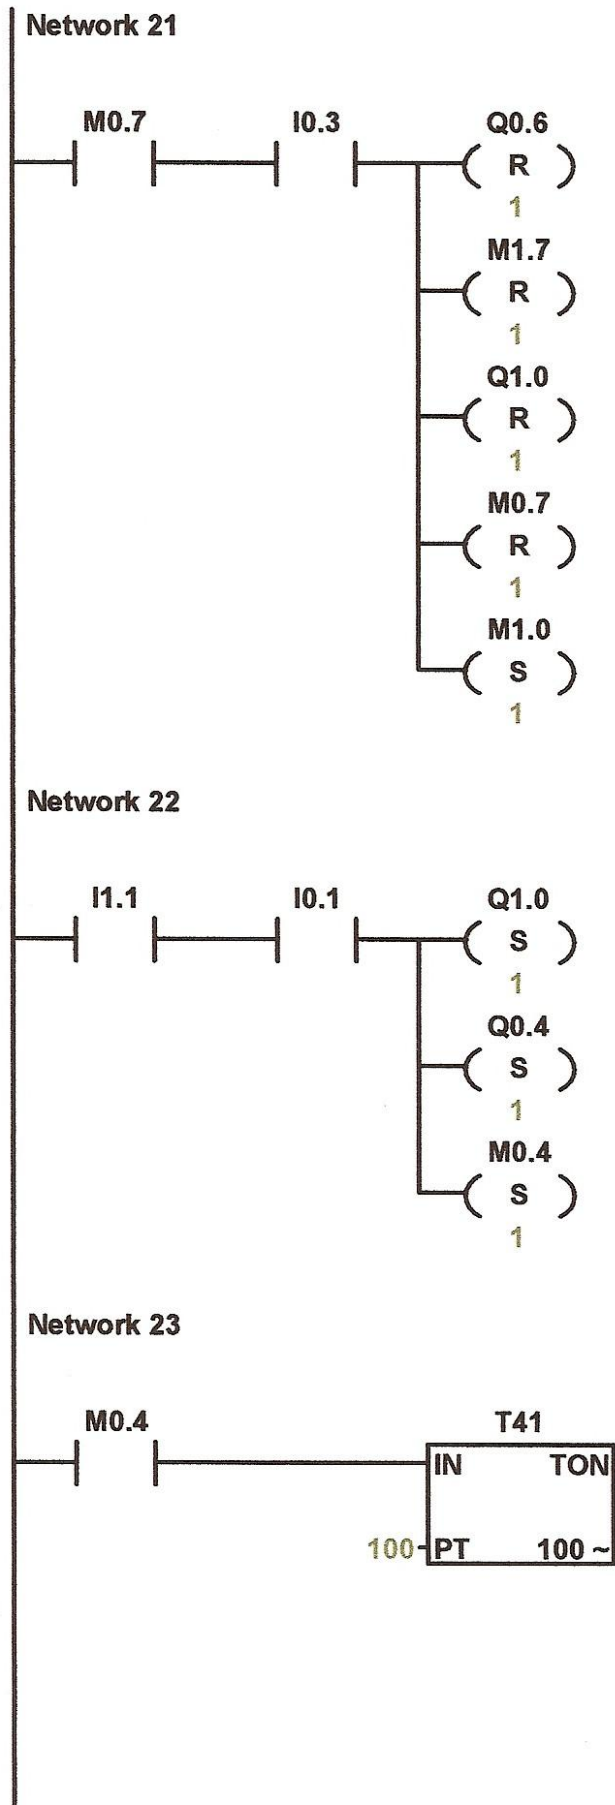 Network 21
M0.7 I0.3 Q0.6
R
1
M1.7
R
1
Q1.0
R
1
M0.7
R
1
M1.0
S
1
Network 22
I1.1 I0.1 Q1.0
S
1
Q0.4
S
1
M0.4
S
1
Network 23
M0.4 T41
IN TON
100 PT 100 ~